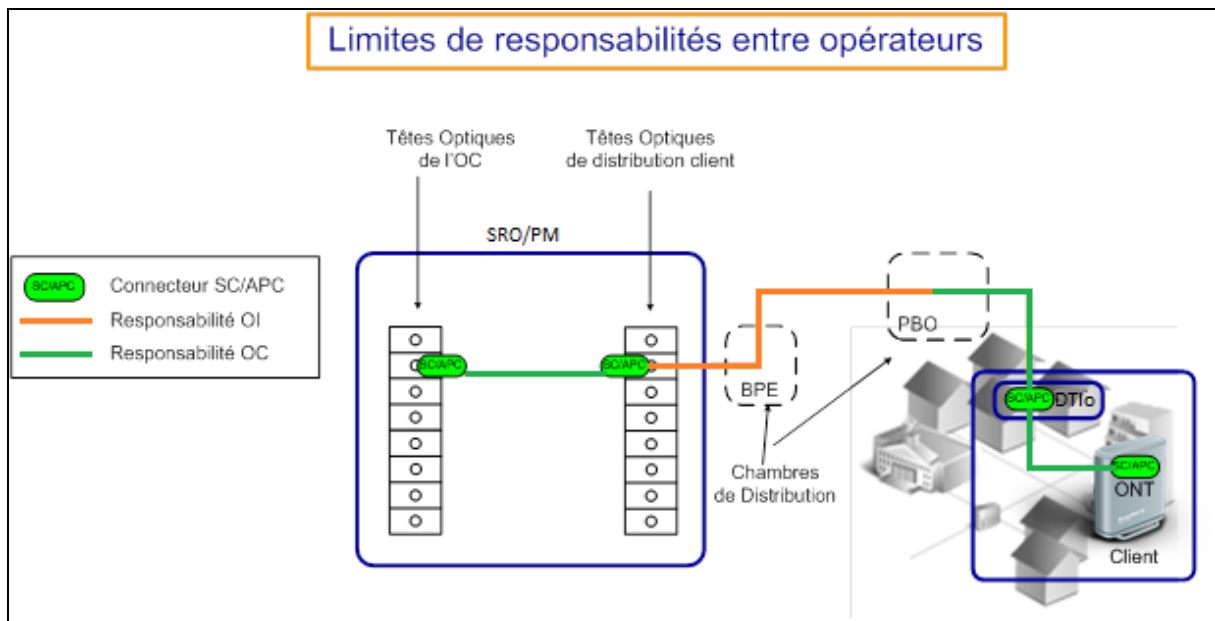 Limites de responsabilités entre opérateurs
Têtes Optiques
de l'OC
Têtes Optiques
de distribution client
SRO/PM
SC/APC
Connecteur SC/APC
Responsabilité OI
Responsabilité OC
SC/APC
SC/APC
BPE
PBO
SC/APC
DTIo
Chambres
de Distribution
SC/APC
ONT
Client